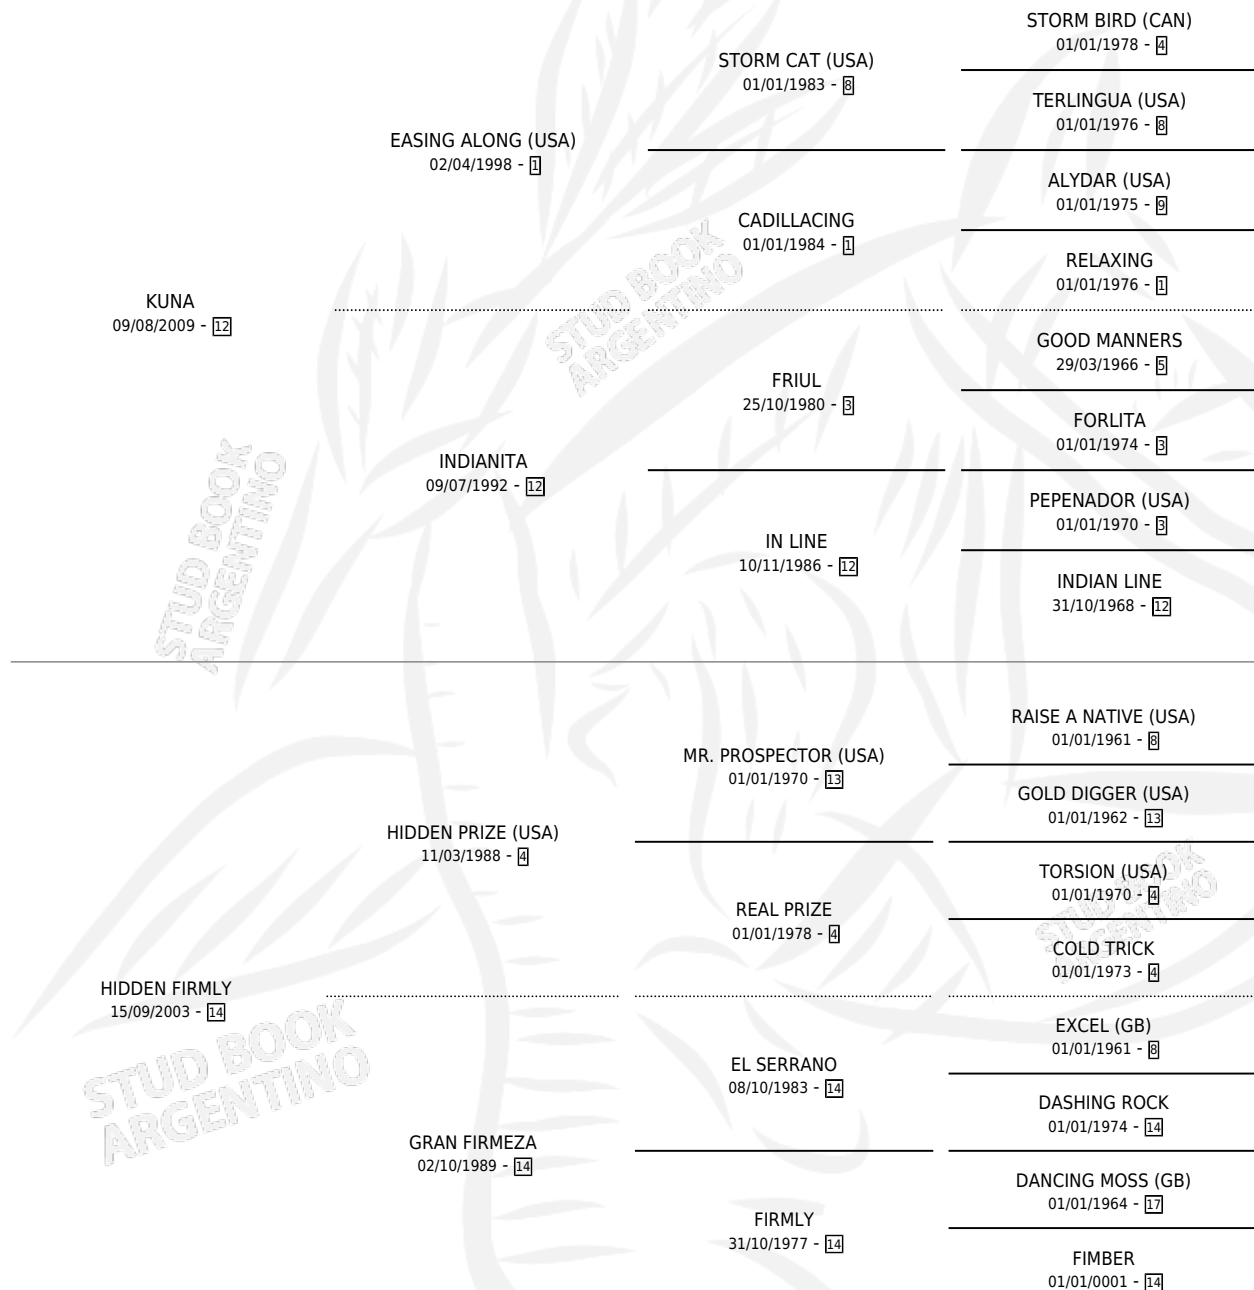 STORM BIRD (CAN)
01/01/1978 - 4
STORM CAT (USA)
01/01/1983 - 8
TERLINGUA (USA)
01/01/1976 - 8
EASING ALONG (USA)
02/04/1998 - 1
ALYDAR (USA)
01/01/1975 - 9
CADILLACING
01/01/1984 - 1
RELAXING
01/01/1976 - 1
KUNA
09/08/2009 - 12
GOOD MANNERS
29/03/1966 - 5
FRIUL
25/10/1980 - 3
FORLITA
01/01/1974 - 3
INDIANITA
09/07/1992 - 12
PEPENADOR (USA)
01/01/1970 - 3
IN LINE
10/11/1986 - 12
INDIAN LINE
31/10/1968 - 12
STUD BOOK
ARGENTINO
STUD BOOK
ARGENTINO
RAISE A NATIVE (USA)
01/01/1961 - 8
MR. PROSPECTOR (USA)
01/01/1970 - 13
GOLD DIGGER (USA)
01/01/1962 - 13
HIDDEN PRIZE (USA)
11/03/1988 - 4
TORSION (USA)
01/01/1970 - 4
REAL PRIZE
01/01/1978 - 4
COLD TRICK
01/01/1973 - 4
STUD BOOK
ARGENTINO
HIDDEN FIRMLY
15/09/2003 - 14
EXCEL (GB)
01/01/1961 - 8
EL SERRANO
08/10/1983 - 14
DASHING ROCK
01/01/1974 - 14
STUD BOOK
ARGENTINO
GRAN FIRMEZA
02/10/1989 - 14
DANCING MOSS (GB)
01/01/1964 - 17
FIRMLY
31/10/1977 - 14
FIMBER
01/01/0001 - 14